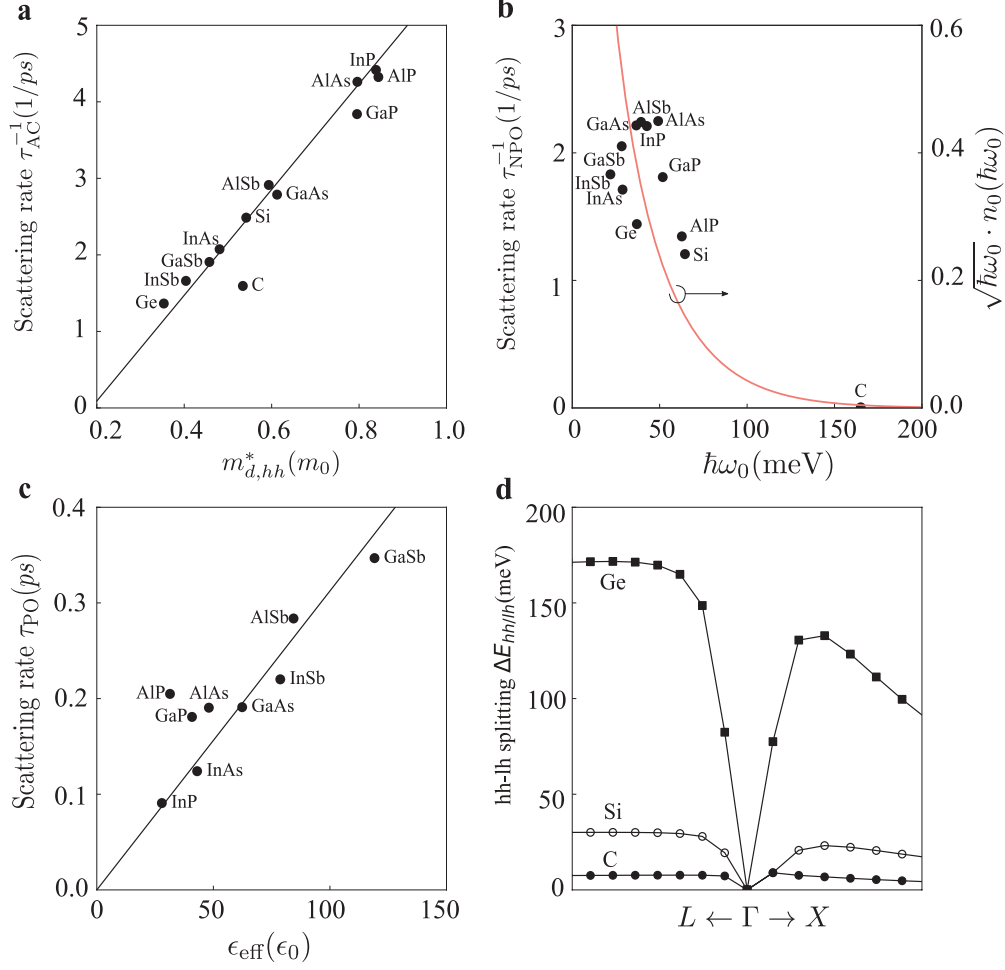 a
Scattering rate τ_AC^−1 (1/ps)
5
4
3
2
1
0
0.2
0.4
0.6
0.8
1.0
m*_d,hh (m_0)
InP
AlAs
AlP
GaP
AlSb
GaAs
Si
InAs
GaSb
InSb
C
Ge
b
Scattering rate τ_NPO^−1 (1/ps)
3
2
1
0
0
50
100
150
200
ħω_0 (meV)
0.6
0.4
0.2
0.0
√ħω_0 · n_0(ħω_0)
AlSb
GaAs
AlAs
InP
GaSb
GaP
InSb
InAs
Ge
AlP
Si
C
c
Scattering rate τ_PO (ps)
0.4
0.3
0.2
0.1
0.0
0
50
100
150
ϵ_eff (ϵ_0)
GaSb
AlSb
InSb
AlP
AlAs
GaP
GaAs
InAs
InP
d
hh-lh splitting ΔE_hh/lh (meV)
200
150
100
50
0
Ge
Si
C
L ← Γ → X